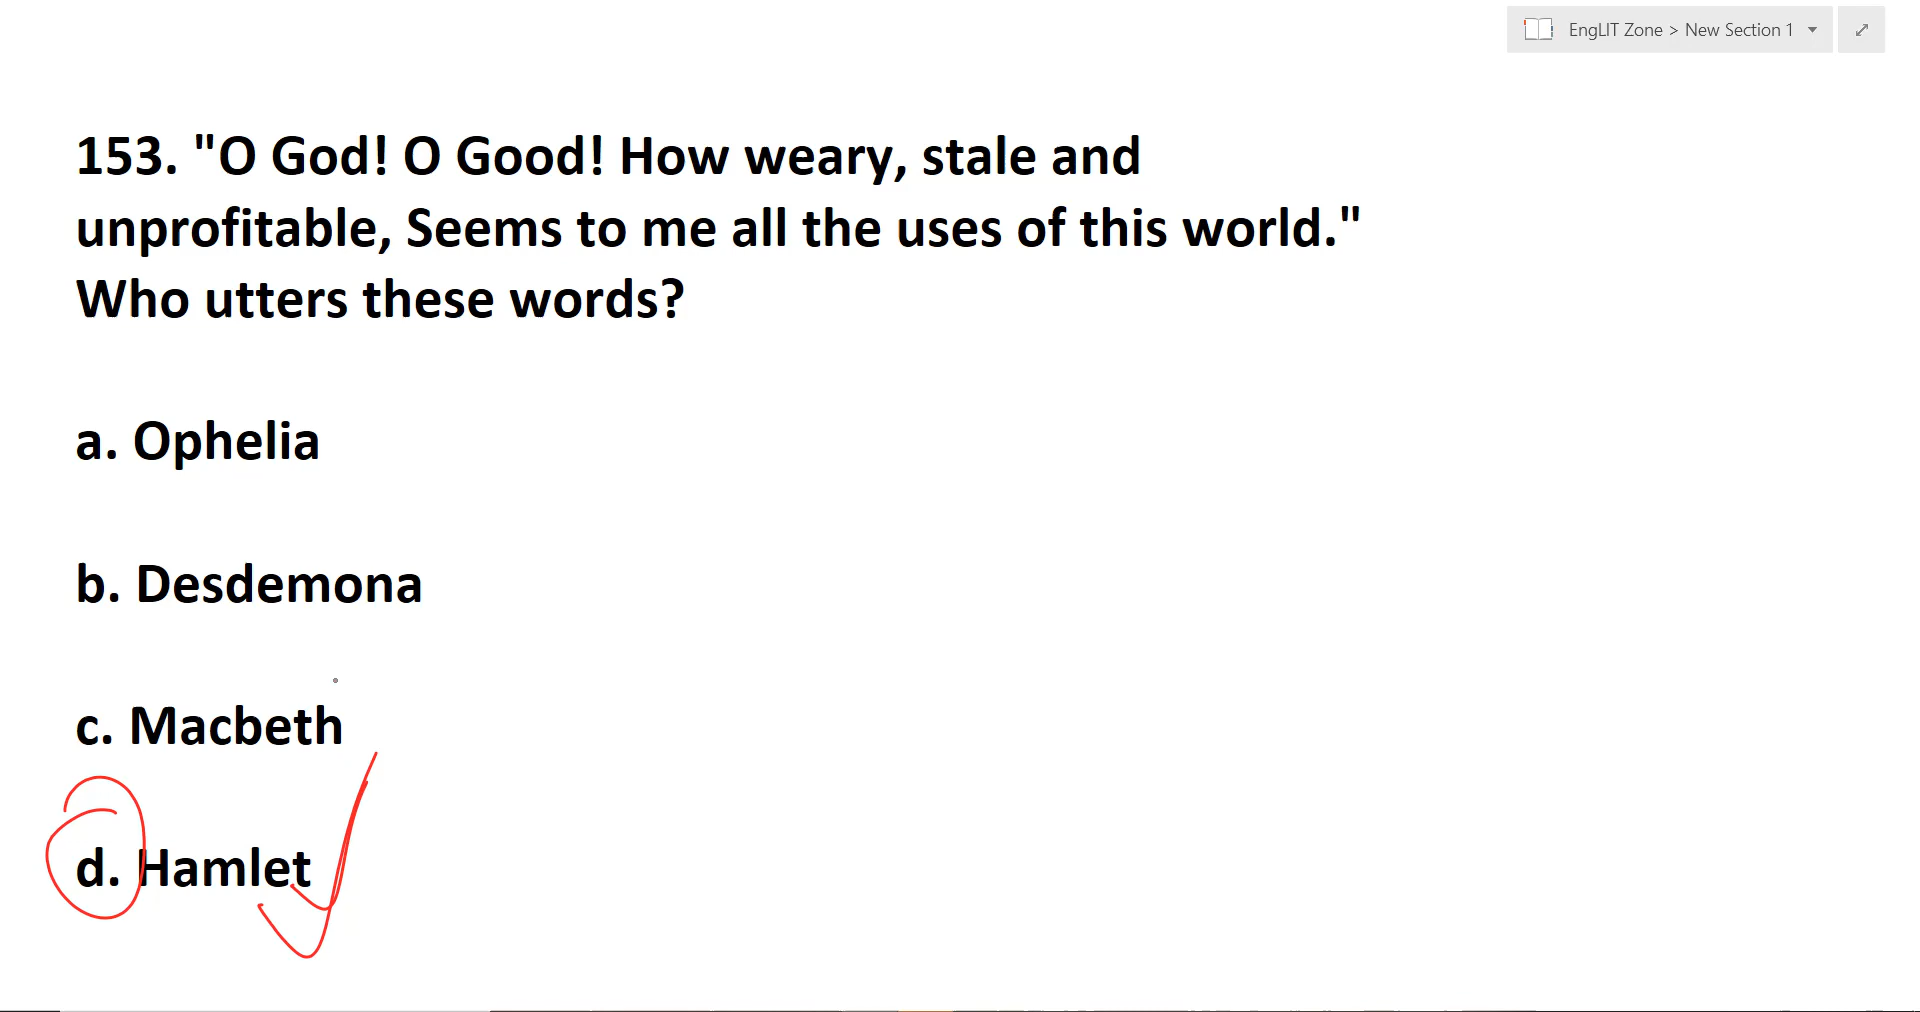 EngLIT Zone > New Section 1
153. "O God! O Good! How weary, stale and
unprofitable, Seems to me all the uses of this world."
Who utters these words?
a. Ophelia
b. Desdemona
c. Macbeth
d. Hamlet